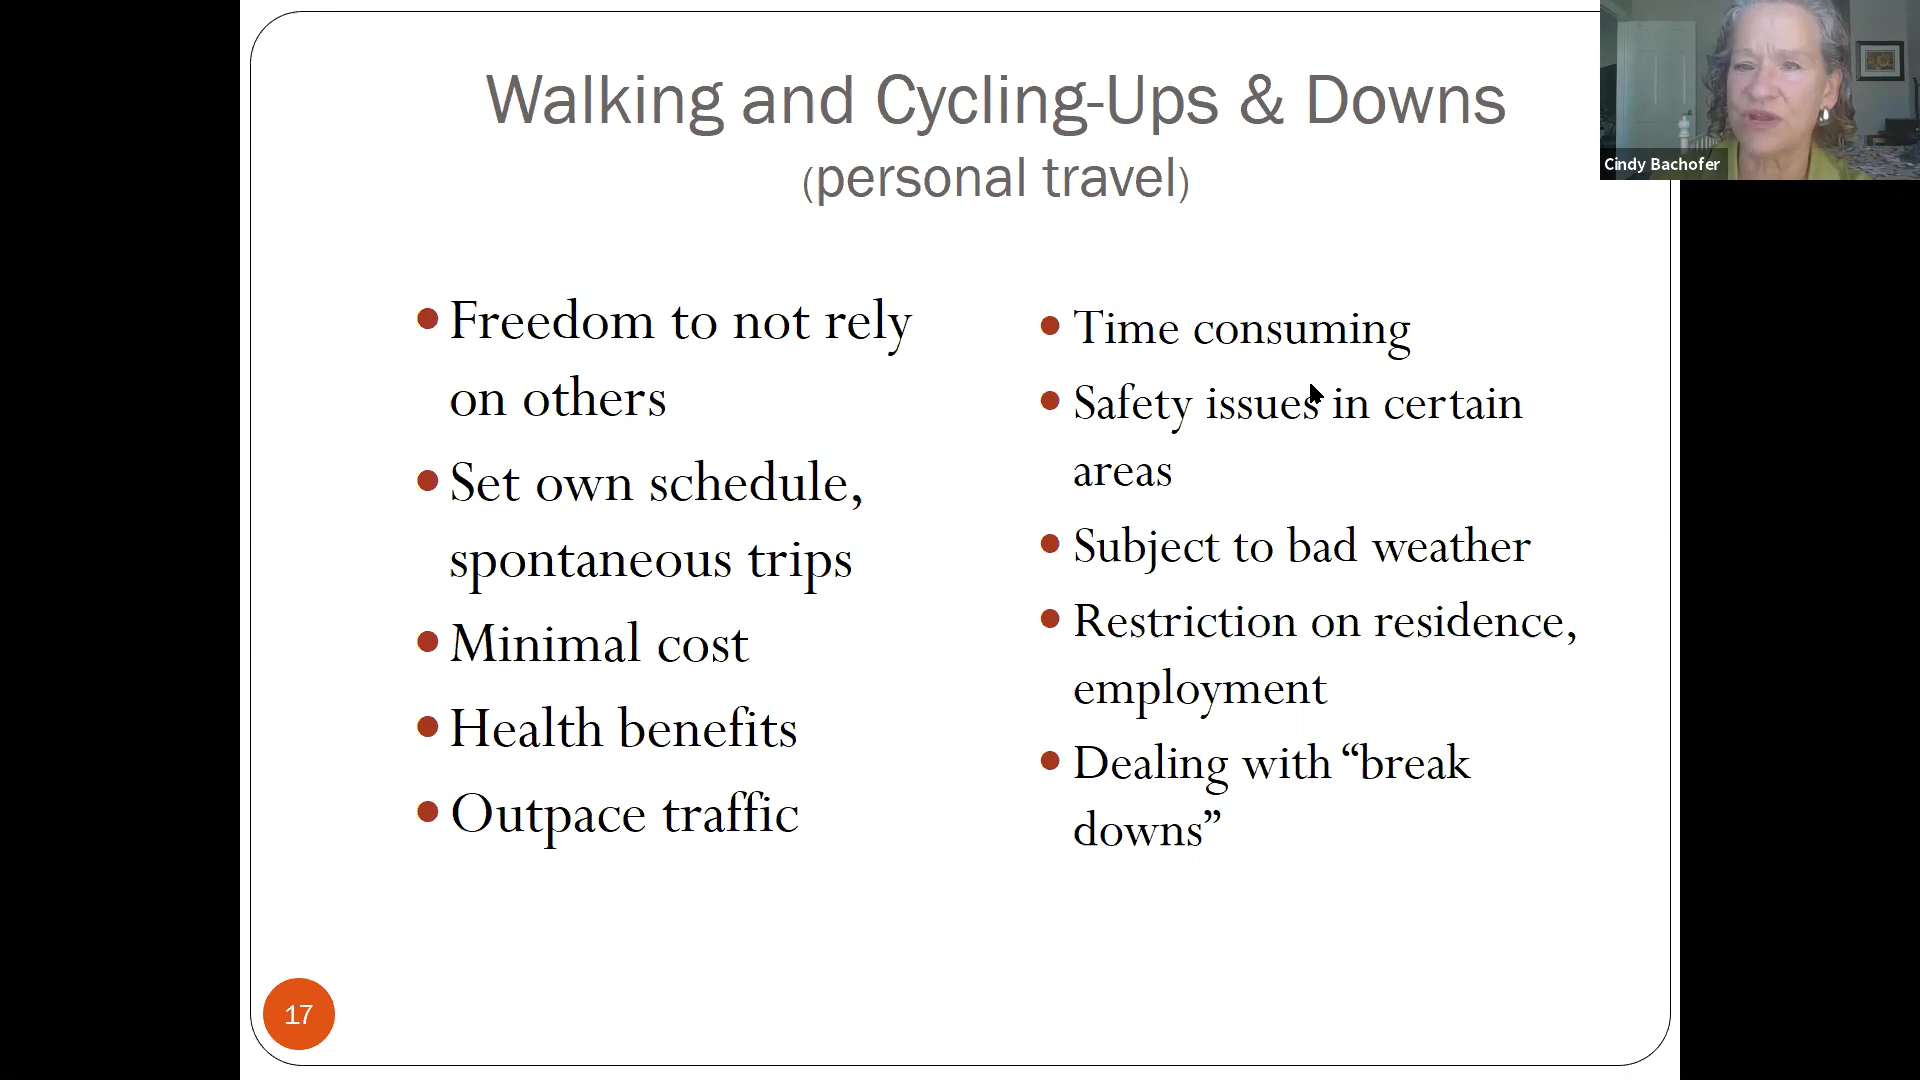 Walking and Cycling-Ups & Downs
(personal travel)
Cindy Bachofer
• Freedom to not rely
on others
• Set own schedule,
spontaneous trips
• Minimal cost
• Health benefits
• Outpace traffic
• Time consuming
• Safety issues in certain
areas
• Subject to bad weather
• Restriction on residence,
employment
• Dealing with “break
downs”
17